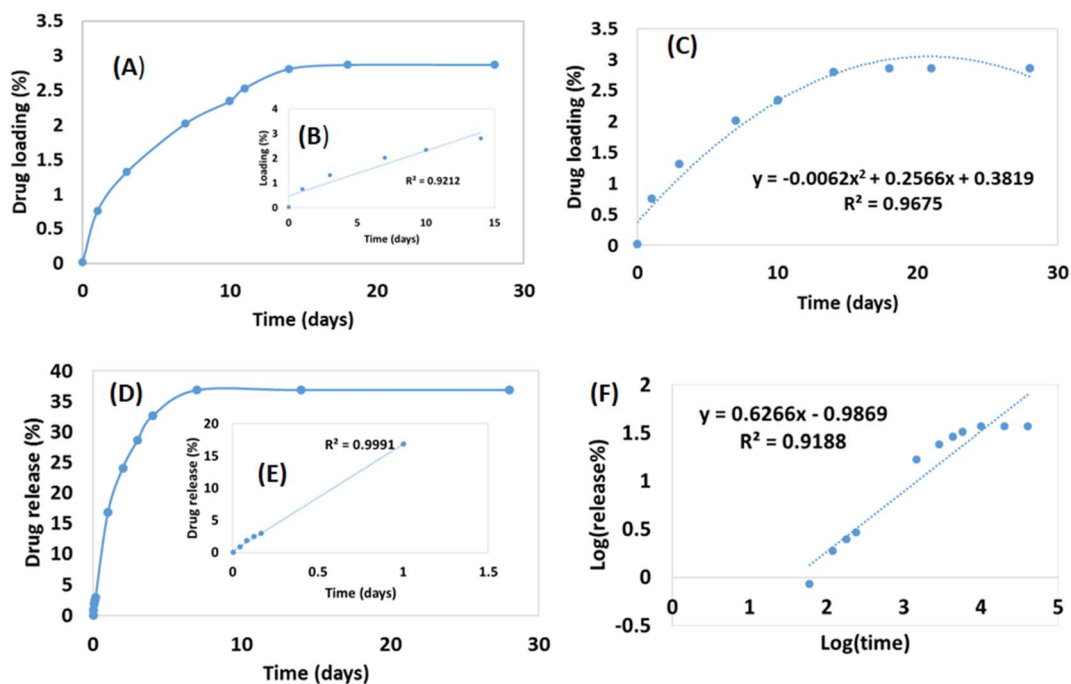 (A)
Drug loading (%)
3.5
3
2.5
2
1.5
1
0.5
0
0 10 20 30
Time (days)
(B)
Loading (%)
4
3
2
1
0
R² = 0.9212
0 5 10 15
Time (days)
(C)
Drug loading (%)
3.5
3
2.5
2
1.5
1
0.5
0
y = -0.0062x² + 0.2566x + 0.3819
R² = 0.9675
0 10 20 30
Time (days)
(D)
Drug release (%)
40
35
30
25
20
15
10
5
0
0 10 20 30
Time (days)
(E)
Drug release (%)
20
15
10
5
0
R² = 0.9991
0 0.5 1 1.5
Time (days)
(F)
Log(release%)
2
1.5
1
0.5
0
-0.5
y = 0.6266x - 0.9869
R² = 0.9188
0 1 2 3 4 5
Log(time)